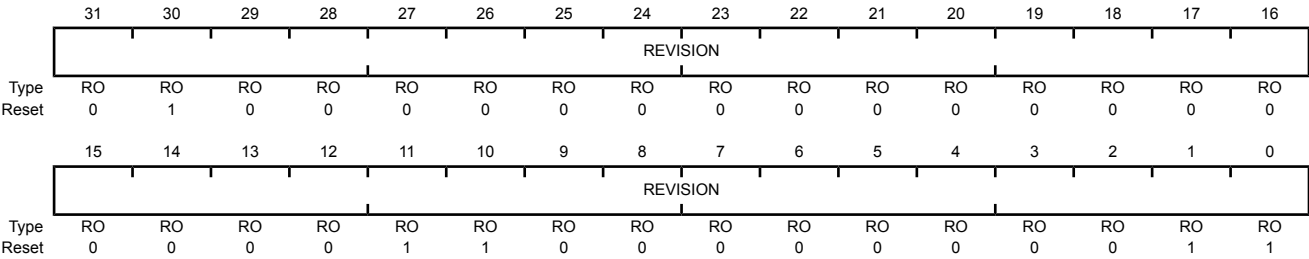 31 30 29 28 27 26 25 24 23 22 21 20 19 18 17 16
REVISION
Type RO RO RO RO RO RO RO RO RO RO RO RO RO RO RO RO
Reset 0 1 0 0 0 0 0 0 0 0 0 0 0 0 0 0
15 14 13 12 11 10 9 8 7 6 5 4 3 2 1 0
REVISION
Type RO RO RO RO RO RO RO RO RO RO RO RO RO RO RO RO
Reset 0 0 0 0 1 1 0 0 0 0 0 0 0 0 1 1